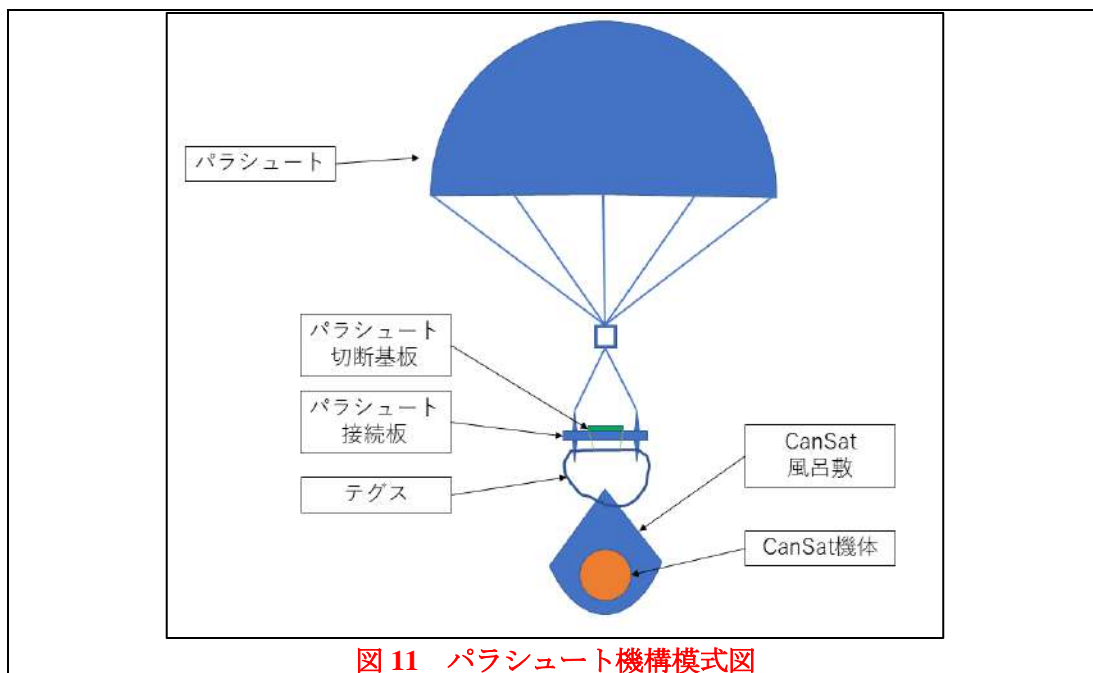 パラシュート
パラシュート
切断基板
パラシュート
接続板
テグス
CanSat
風呂敷
CanSat機体
図 11　パラシュート機構模式図